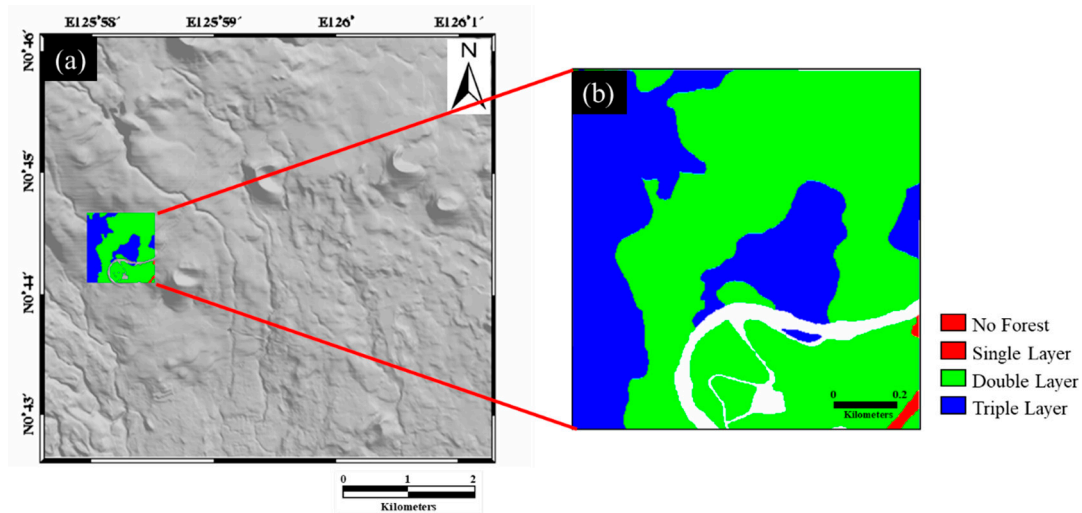 E125°58´ E125°59´ E126° E126°1´
N0°46´
N0°45´
N0°44´
N0°43´
(a)
N
0 1 2
Kilometers
(b)
0 0.2
Kilometers
No Forest
Single Layer
Double Layer
Triple Layer